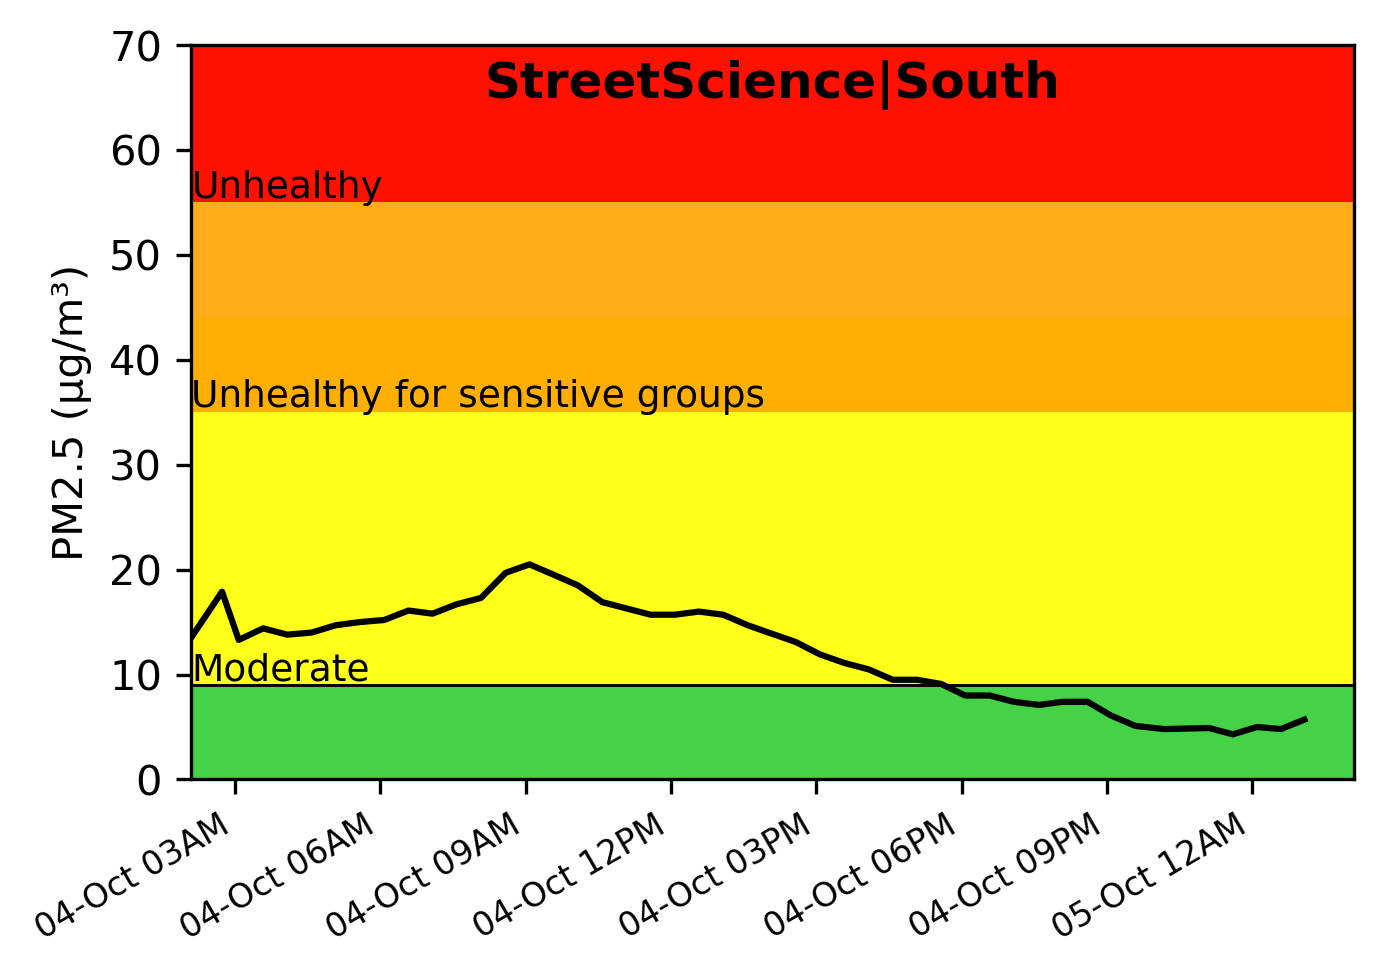 StreetScience|South
70
60
50
40
30
20
10
0
PM2.5 (µg/m³)
Unhealthy
Unhealthy for sensitive groups
Moderate
04-Oct 03AM
04-Oct 06AM
04-Oct 09AM
04-Oct 12PM
04-Oct 03PM
04-Oct 06PM
04-Oct 09PM
05-Oct 12AM